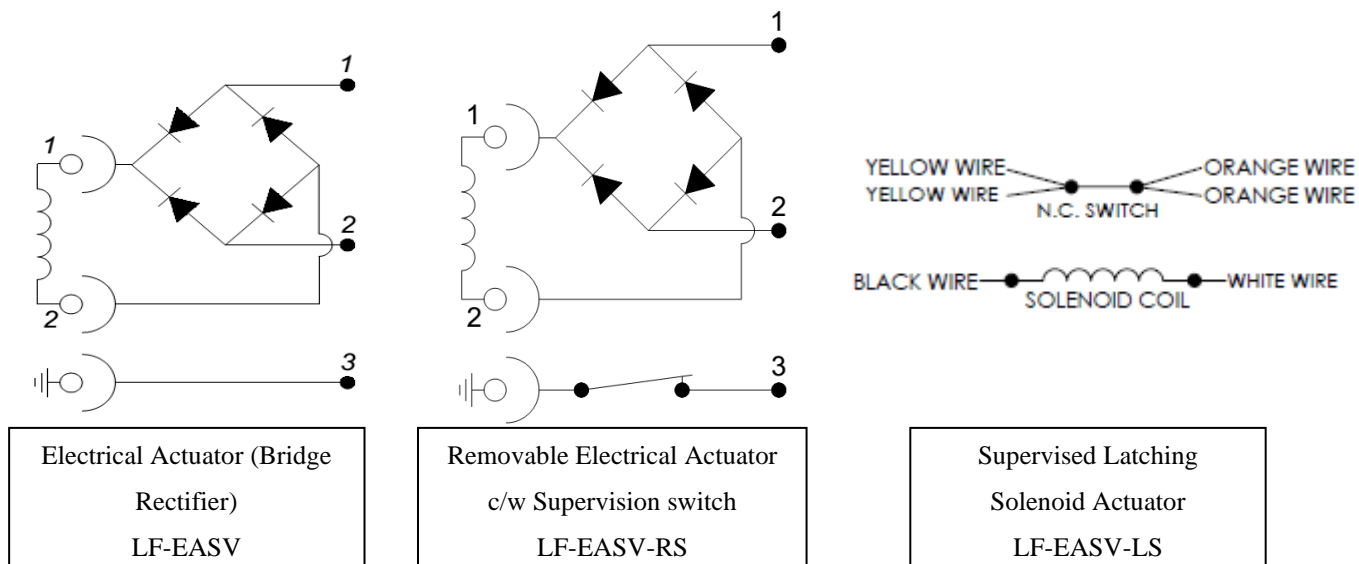 1
1
2
2
3
1
1
2
2
3
YELLOW WIRE
ORANGE WIRE
YELLOW WIRE
ORANGE WIRE
N.C. SWITCH
BLACK WIRE
WHITE WIRE
SOLENOID COIL
Electrical Actuator (Bridge
Rectifier)
LF-EASV
Removable Electrical Actuator
c/w Supervision switch
LF-EASV-RS
Supervised Latching
Solenoid Actuator
LF-EASV-LS